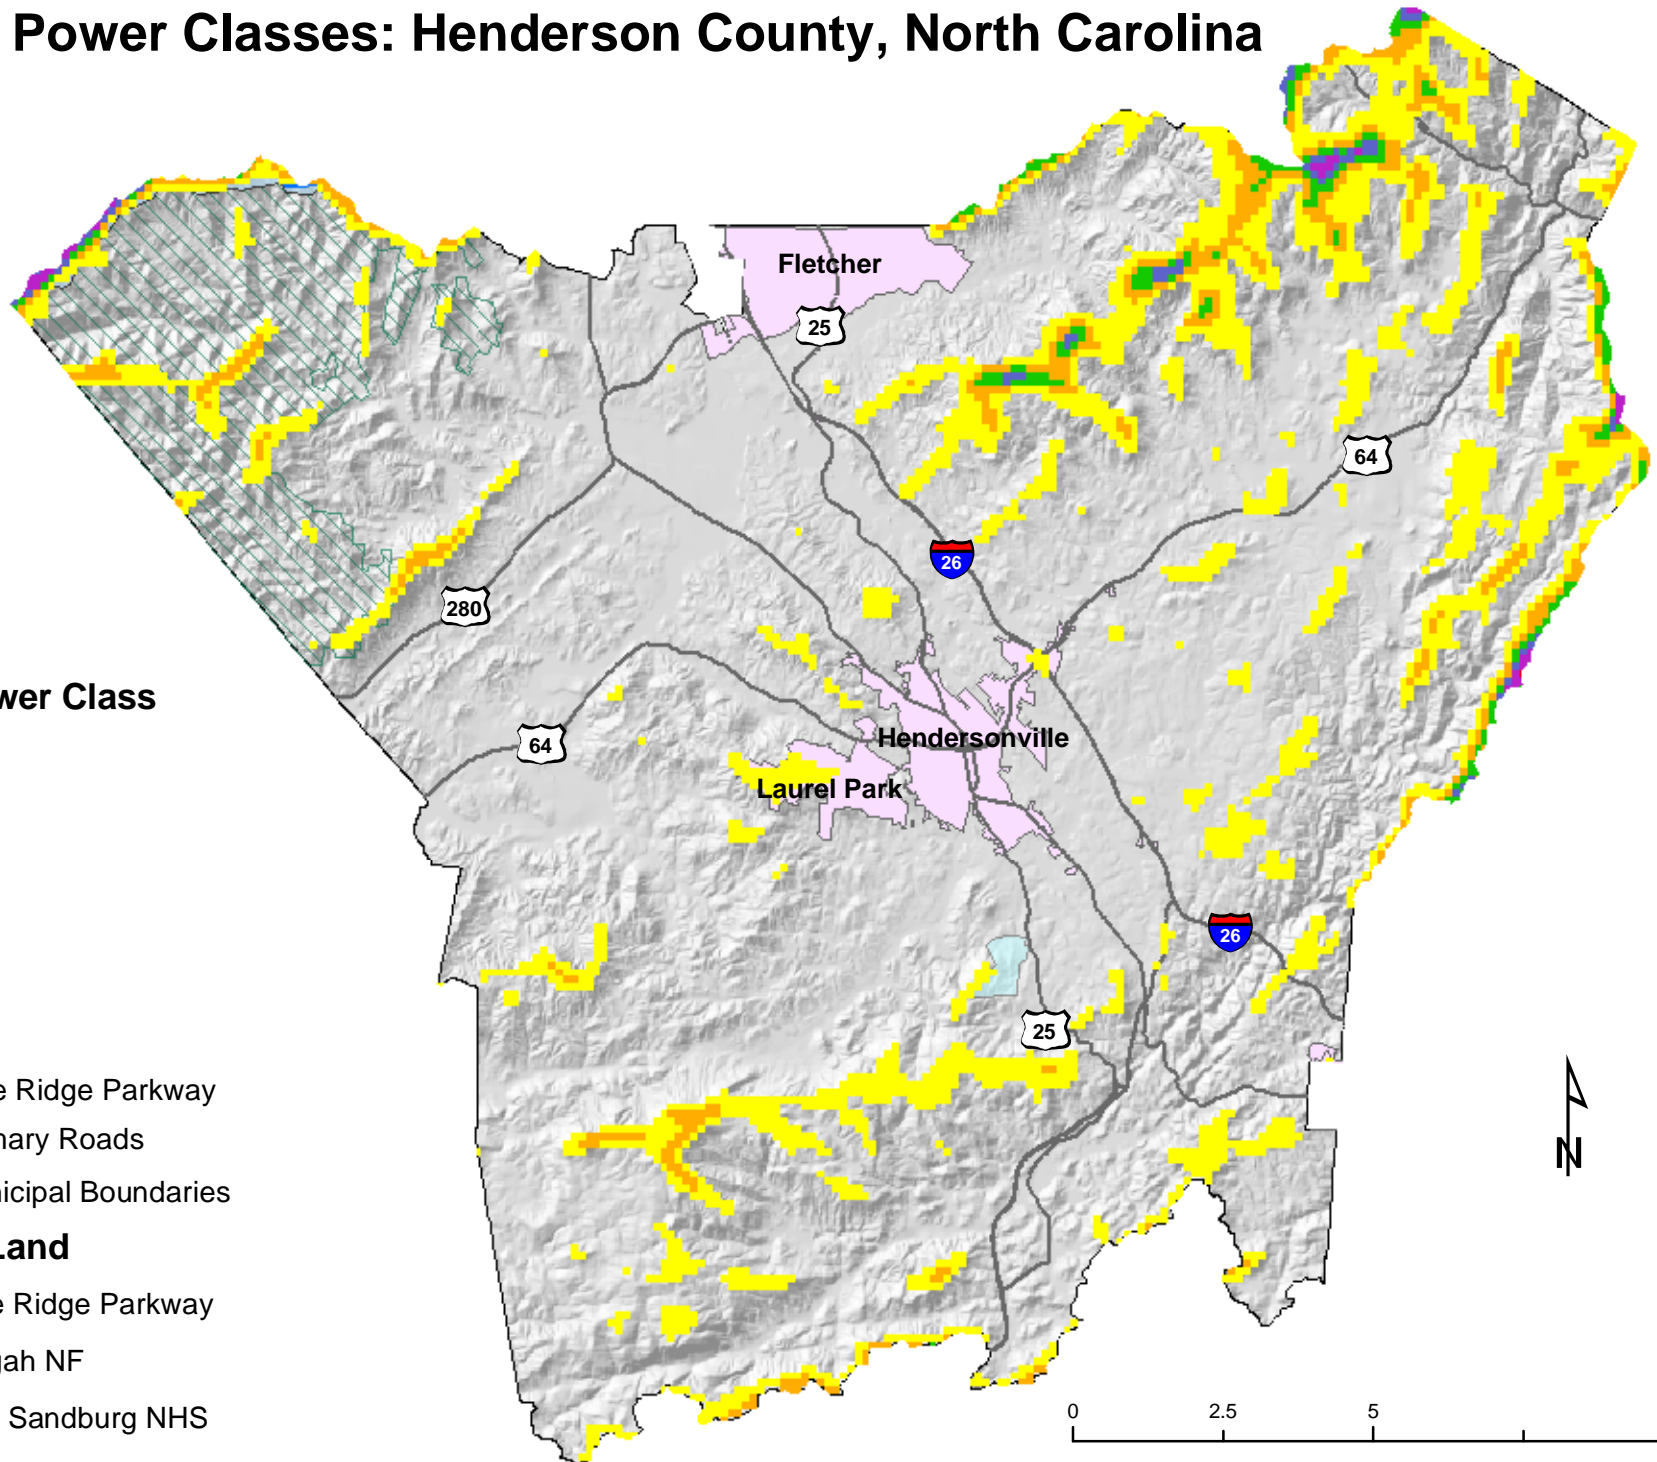 Power Classes: Henderson County, North Carolina
Fletcher
25
64
26
280
wer Class
64
Hendersonville
Laurel Park
26
25
e Ridge Parkway
nary Roads
nicipal Boundaries
Land
e Ridge Parkway
gah NF
Sandburg NHS
N
0 2.5 5